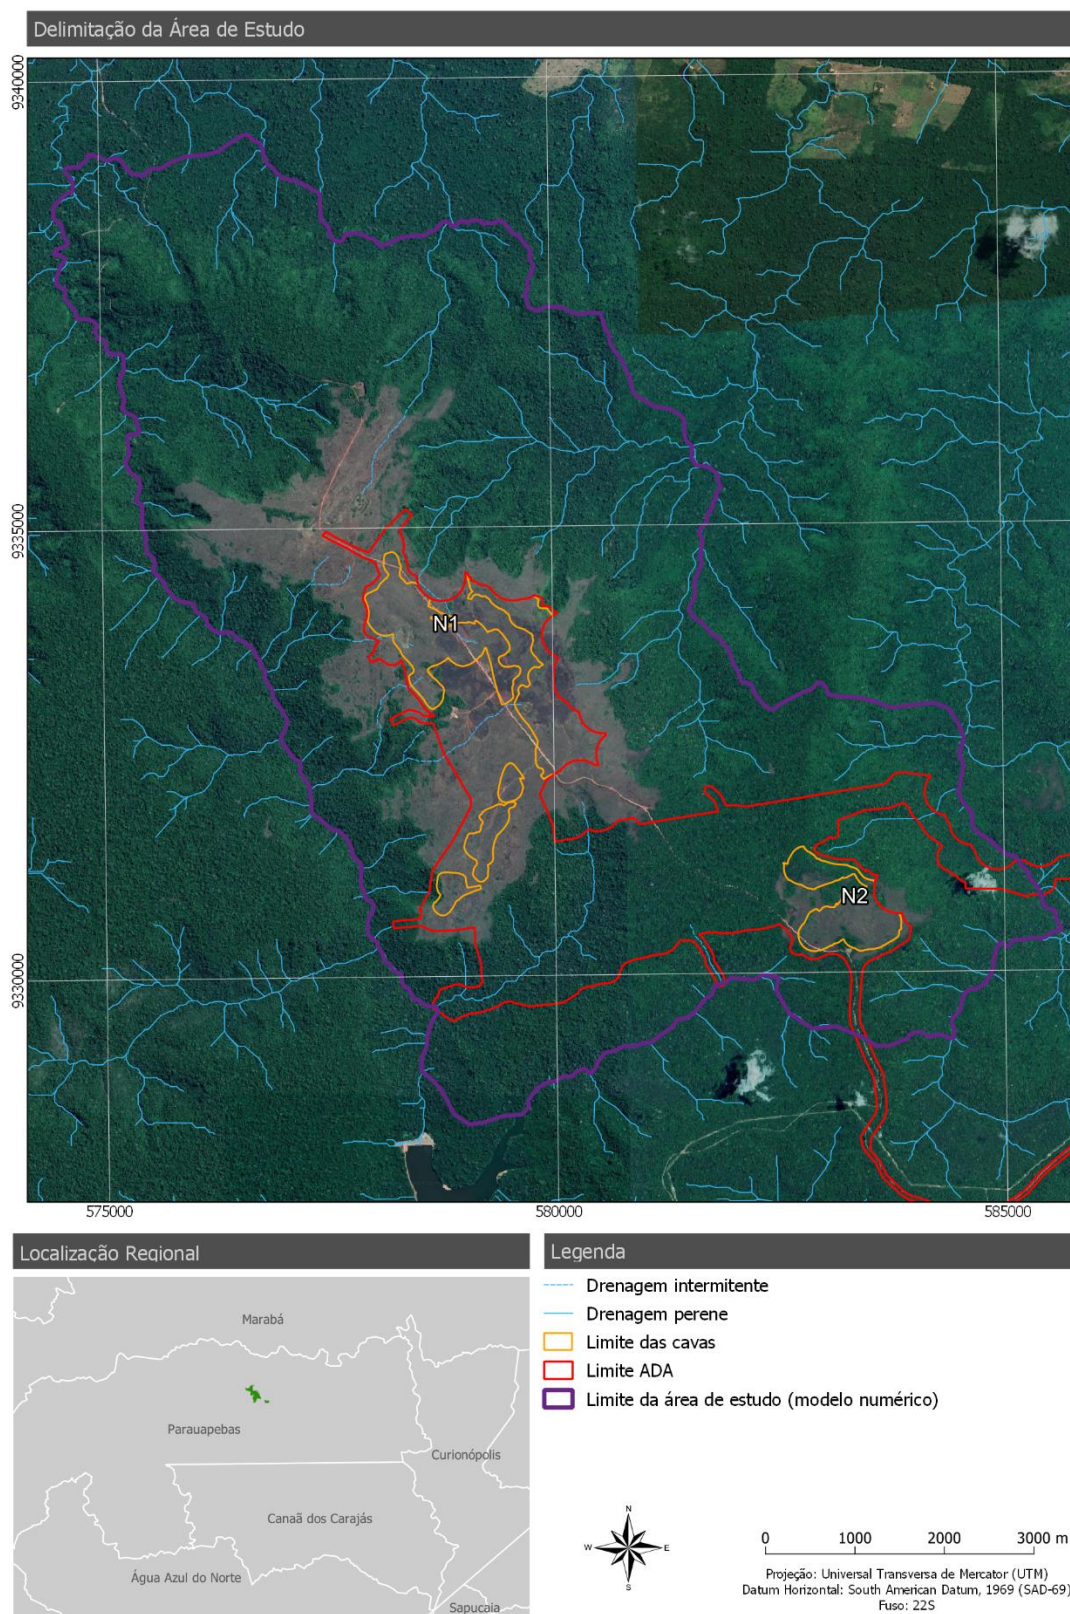 Delimitação da Área de Estudo
9340000
9335000
9330000
N1
N2
575000
580000
585000
Localização Regional
Marabá
Parauapebas
Curionópolis
Canaã dos Carajás
Água Azul do Norte
Sapucaia
Legenda
Drenagem intermitente
Drenagem perene
Limite das cavas
Limite ADA
Limite da área de estudo (modelo numérico)
N
W
E
S
0 1000 2000 3000 m
Projeção: Universal Transversa de Mercator (UTM)
Datum Horizontal: South American Datum, 1969 (SAD-69)
Fuso: 22S